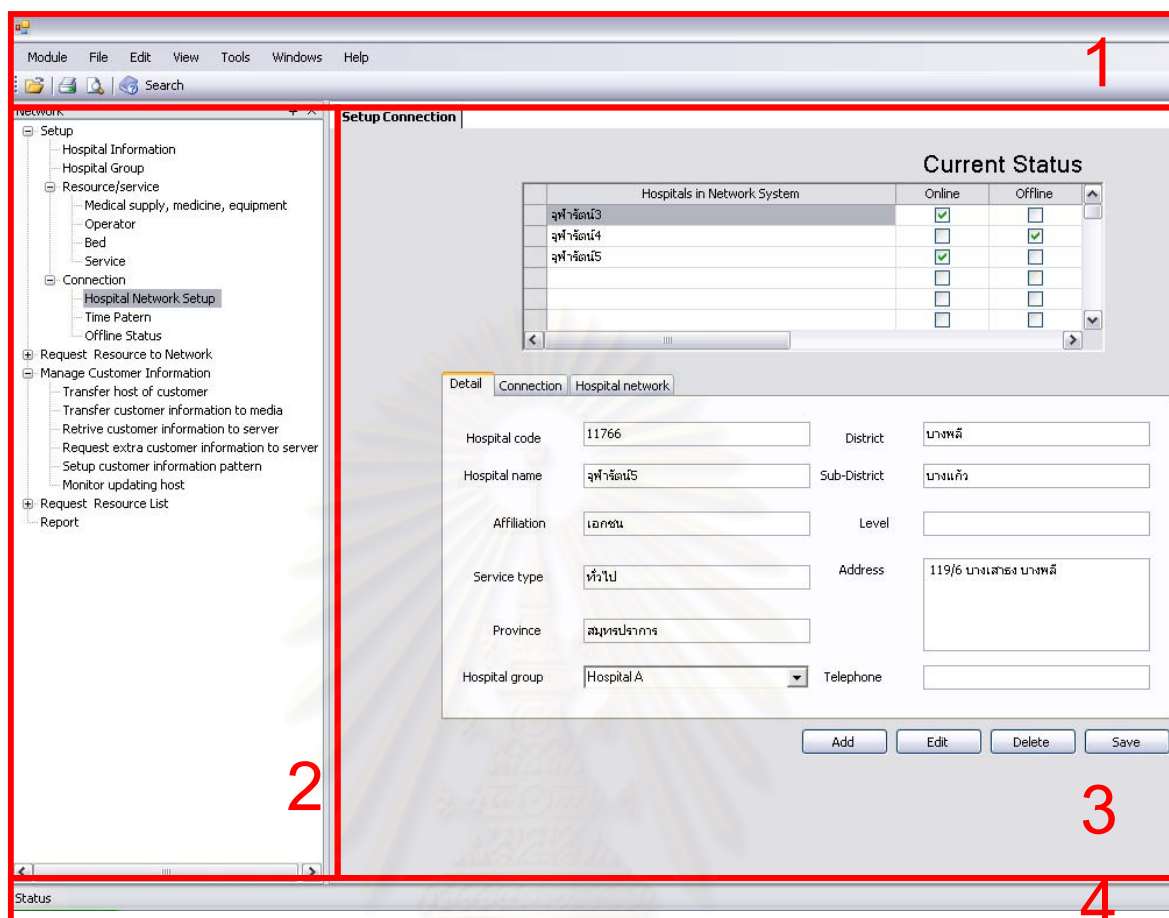 Module File Edit View Tools Windows Help
Search
1
Network
Setup
Hospital Information
Hospital Group
Resource/service
Medical supply, medicine, equipment
Operator
Bed
Service
Connection
Hospital Network Setup
Time Patern
Offline Status
Request Resource to Network
Manage Customer Information
Transfer host of customer
Transfer customer information to media
Retrive customer information to server
Request extra customer information to server
Setup customer information pattern
Monitor updating host
Request Resource List
Report
2
Setup Connection
Current Status
Hospitals in Network System Online Offline
จุฬารัตน์3
จุฬารัตน์4
จุฬารัตน์5
Detail Connection Hospital network
Hospital code 11766 District บางพลี
Hospital name จุฬารัตน์5 Sub-District บางแก้ว
Affiliation เอกชน Level
Service type ทั่วไป Address 119/6 บางเสาธง บางพลี
Province สมุทรปราการ
Hospital group Hospital A Telephone
Add Edit Delete Save
3
Status
4